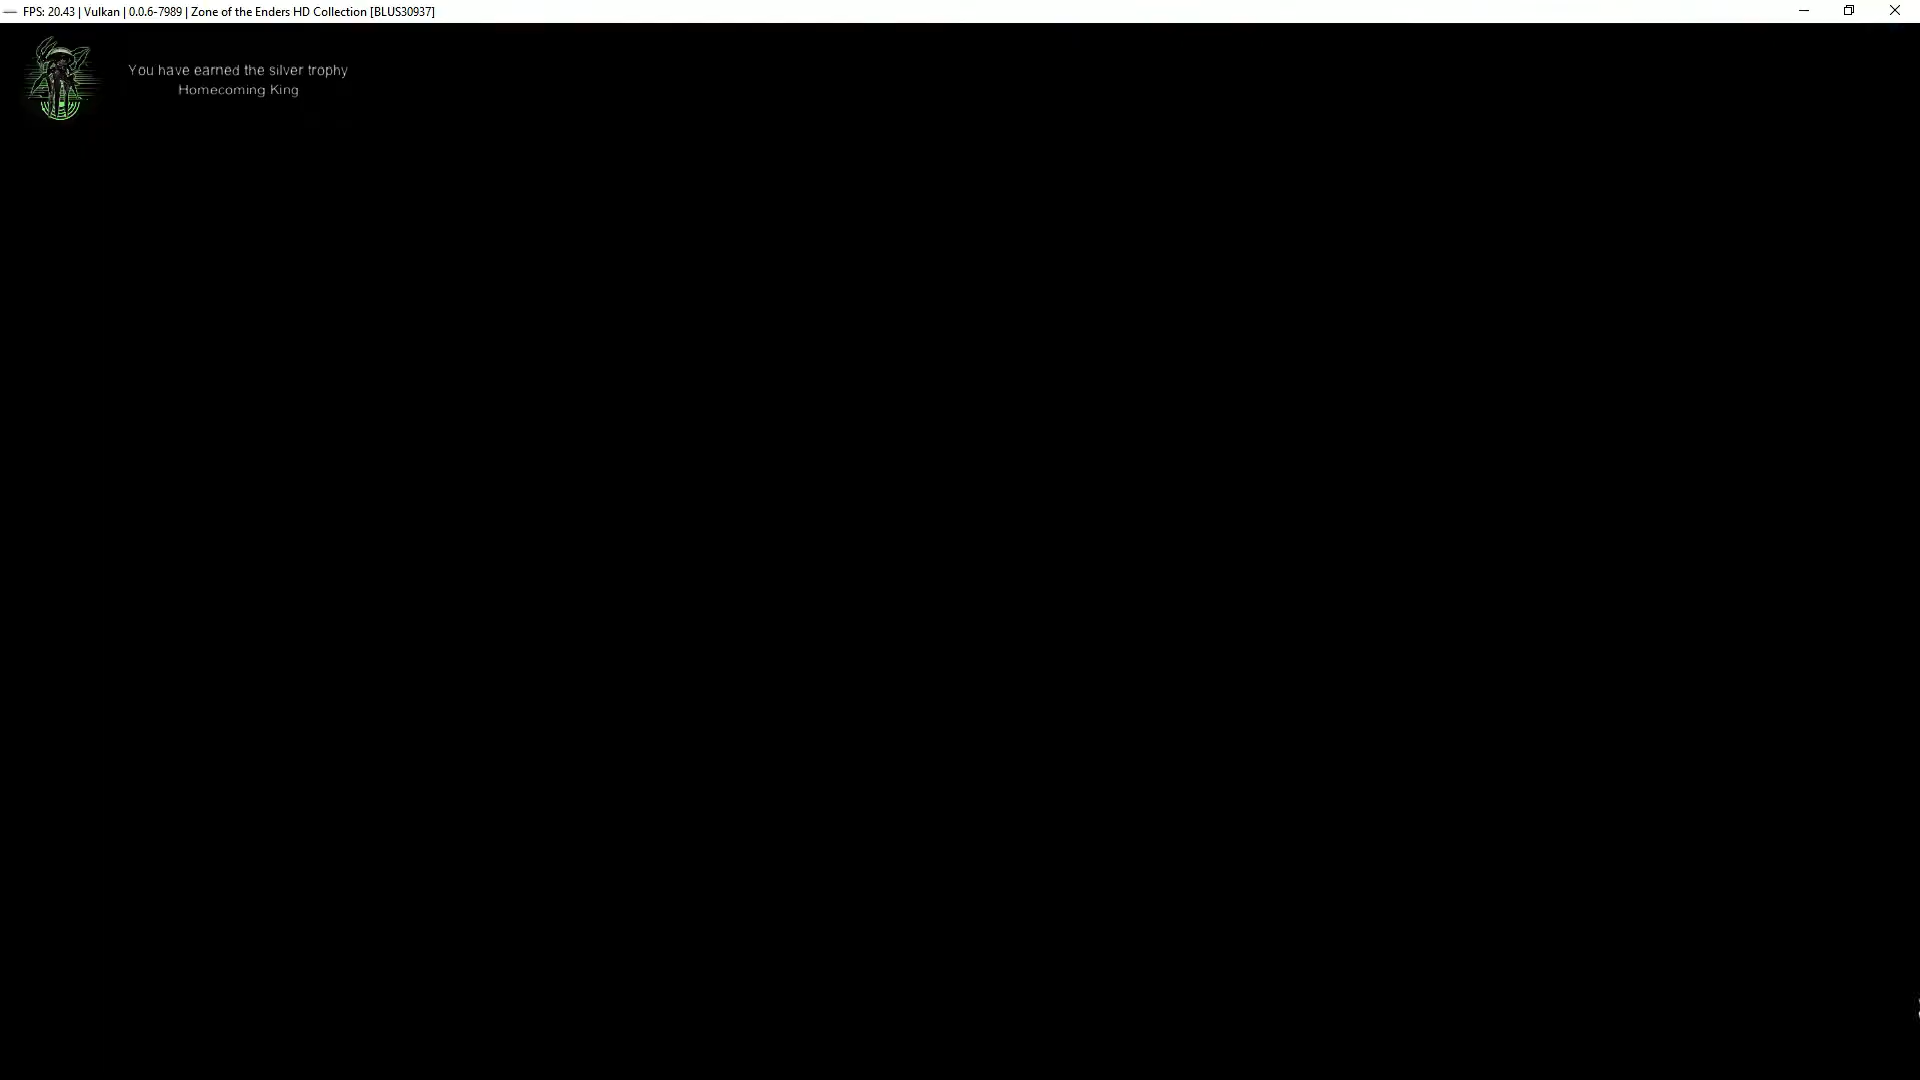 FPS: 20.43 | Vulkan | 0.0.6-7989 | Zone of the Enders HD Collection [BLUS30937]
You have earned the silver trophy
Homecoming King